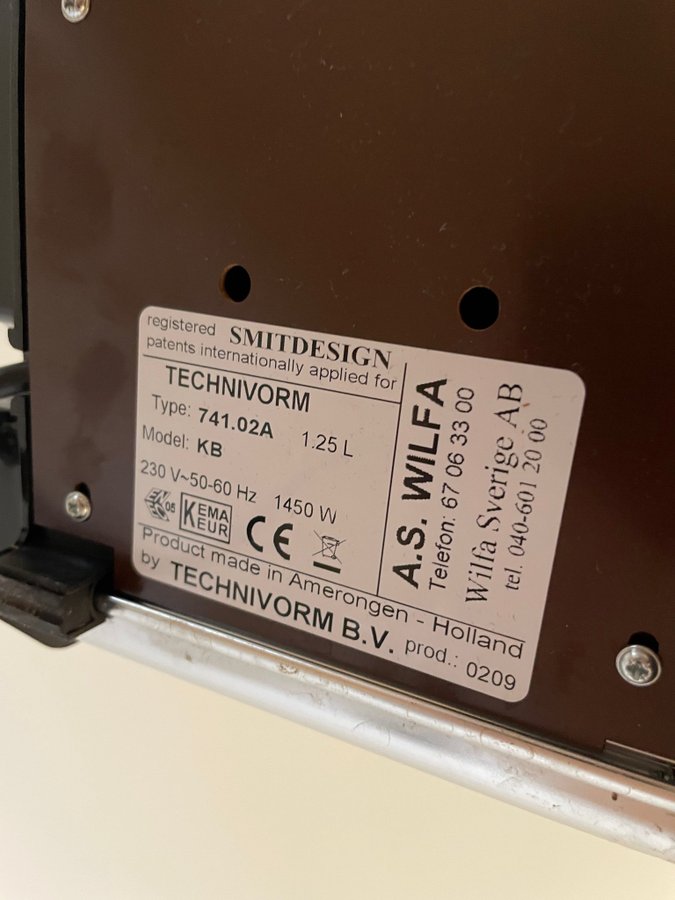 registered SMITDESIGN
patents internationally applied for
TECHNIVORM
Type: 741.02A 1.25 L
Model: KB
230 V~50-60 Hz 1450 W
05 KEMA EUR CE
A.S. WILFA
Telefon: 67 06 33 00
Wilfa Sverige AB
tel. 040-601 20 00
Product made in Amerongen - Holland
by TECHNIVORM B.V. prod.: 0209